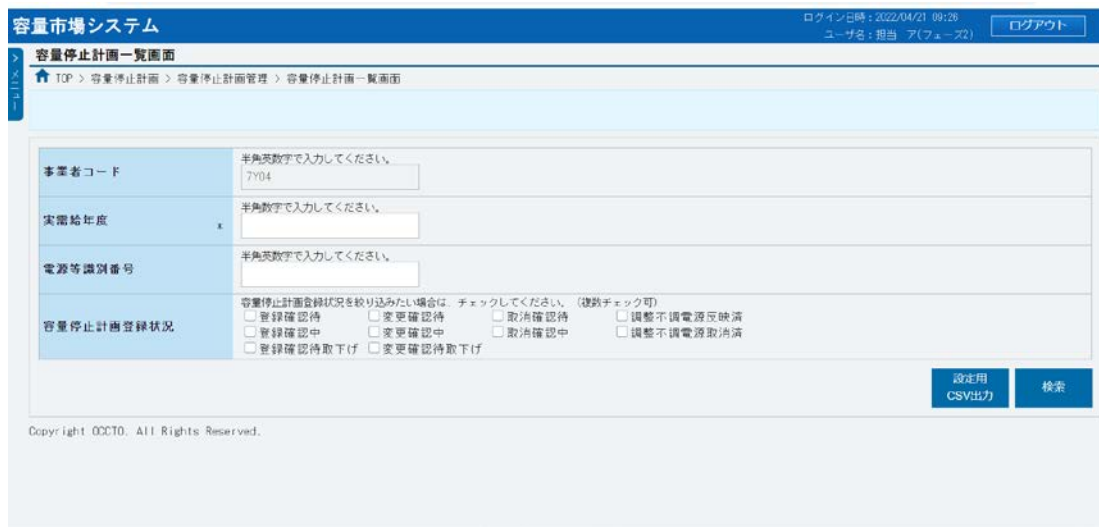 容量市場システム
ログイン日時:2022/04/21 09:26
ユーザ名:担当 ア(フェーズ2)
ログアウト
> メニュー
容量停止計画一覧画面
TOP > 容量停止計画 > 容量停止計画管理 > 容量停止計画一覧画面
事業者コード
半角英数字で入力してください。
7Y04
実需給年度 *
半角数字で入力してください。
電源等識別番号
半角英数字で入力してください。
容量停止計画登録状況
容量停止計画登録状況を絞り込みたい場合は、チェックしてください。(複数チェック可)
登録確認待 変更確認待 取消確認待 調整不調電源反映済
登録確認中 変更確認中 取消確認中 調整不調電源取消済
登録確認待取下げ 変更確認待取下げ
設定用
CSV出力
検索
Copyright OCCTO. All Rights Reserved.